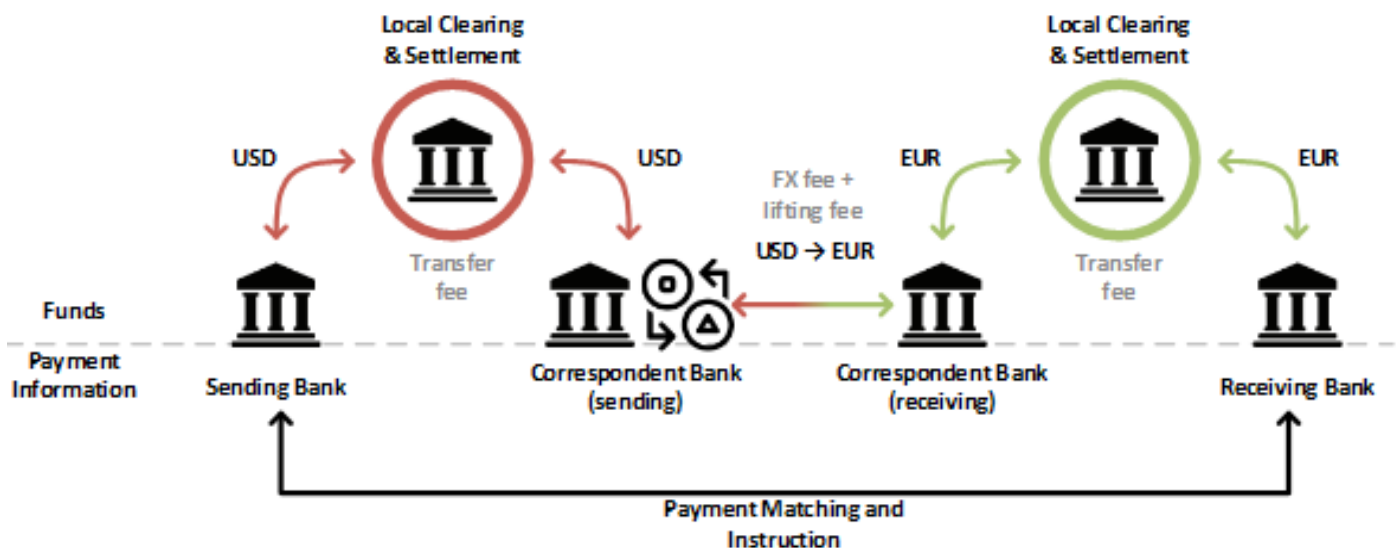 Local Clearing
& Settlement
Local Clearing
& Settlement
USD
USD
EUR
EUR
FX fee +
lifting fee
USD → EUR
Transfer
fee
Transfer
fee
Funds
Payment
Information
Sending Bank
Correspondent Bank
(sending)
Correspondent Bank
(receiving)
Receiving Bank
Payment Matching and
Instruction